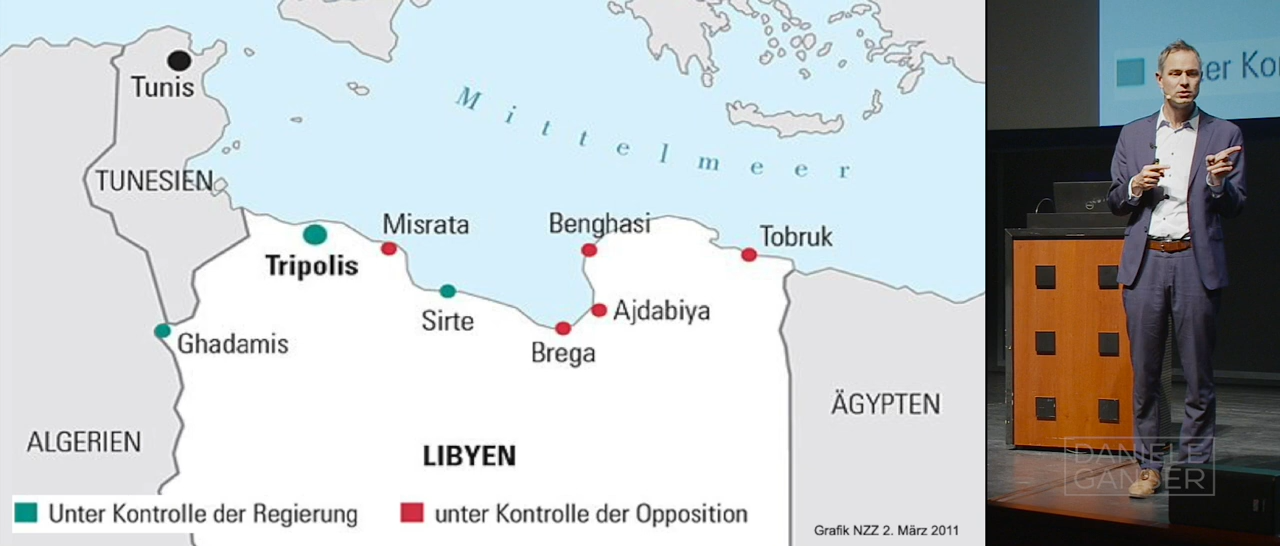 Tunis
Mittelmeer
TUNESIEN
Misrata
Benghasi
Tobruk
Tripolis
Sirte
Ajdabiya
Ghadamis
Brega
ÄGYPTEN
ALGERIEN
LIBYEN
Unter Kontrolle der Regierung
unter Kontrolle der Opposition
Grafik NZZ 2. März 2011
DANIELE
GANSER